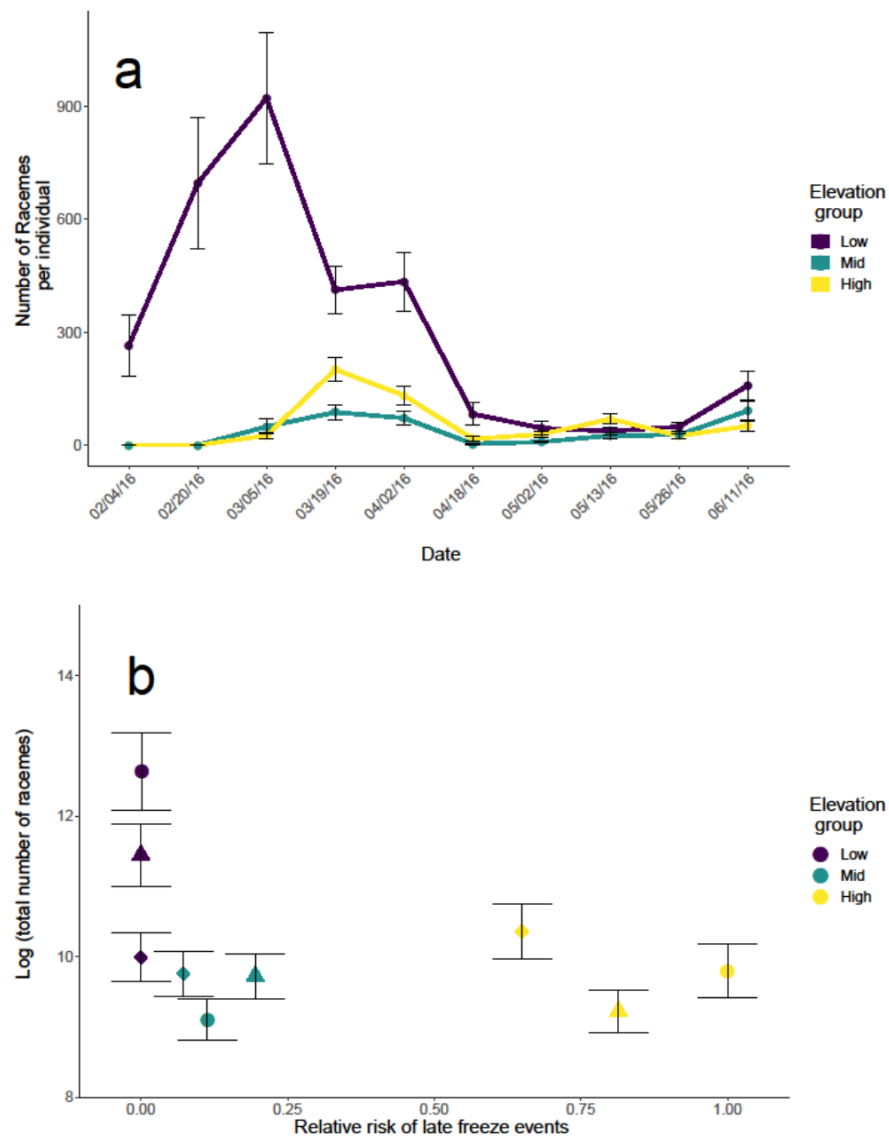 a
900
600
300
0
Number of Racemes
per individual
02/04/16
02/20/16
03/05/16
03/19/16
04/02/16
04/18/16
05/02/16
05/13/16
05/26/16
06/11/16
Date
Elevation
group
Low
Mid
High
b
14
12
10
8
Log (total number of racemes)
0.00
0.25
0.50
0.75
1.00
Relative risk of late freeze events
Elevation
group
Low
Mid
High